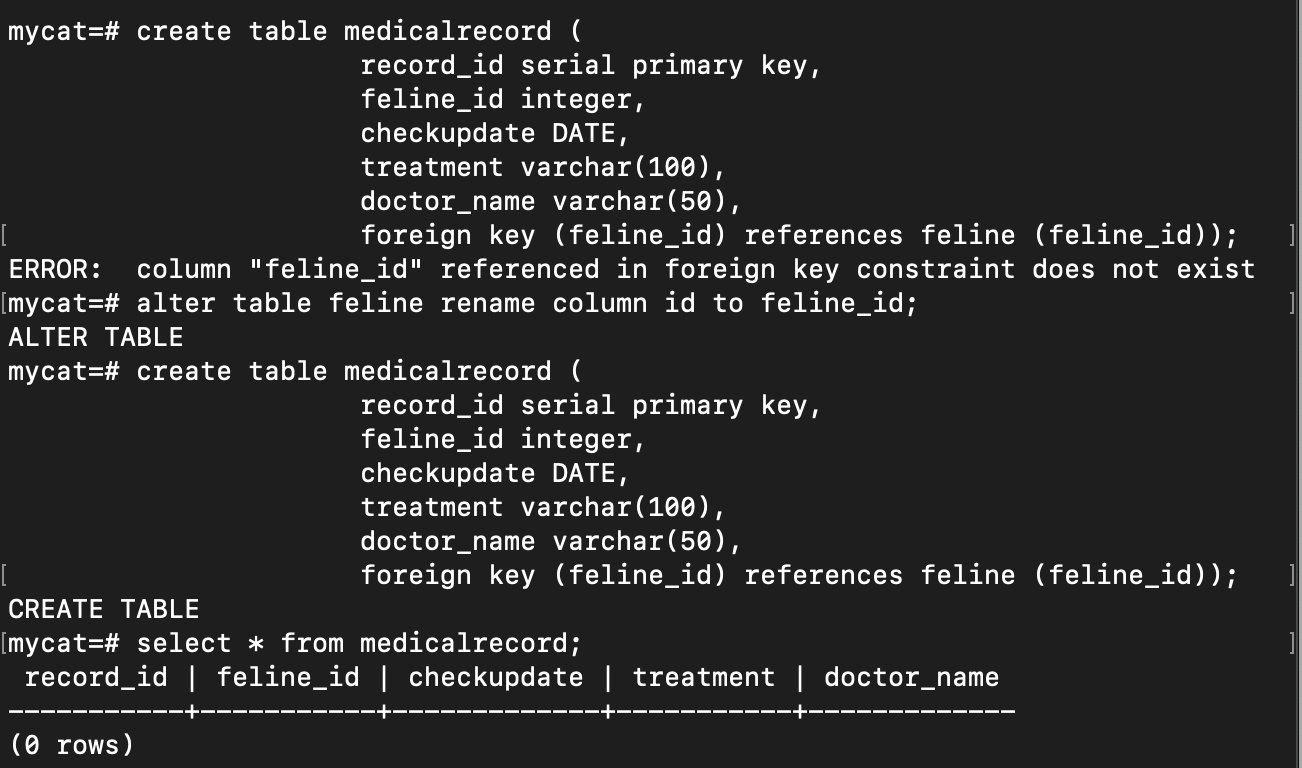 mycat=# create table medicalrecord (
record_id serial primary key,
feline_id integer,
checkupdate DATE,
treatment varchar(100),
doctor_name varchar(50),
[ foreign key (feline_id) references feline (feline_id)); ]
ERROR:  column "feline_id" referenced in foreign key constraint does not exist
[mycat=# alter table feline rename column id to feline_id; ]
ALTER TABLE
mycat=# create table medicalrecord (
record_id serial primary key,
feline_id integer,
checkupdate DATE,
treatment varchar(100),
doctor_name varchar(50),
[ foreign key (feline_id) references feline (feline_id)); ]
CREATE TABLE
[mycat=# select * from medicalrecord; ]
 record_id | feline_id | checkupdate | treatment | doctor_name
-----------+-----------+-------------+-----------+-------------
(0 rows)